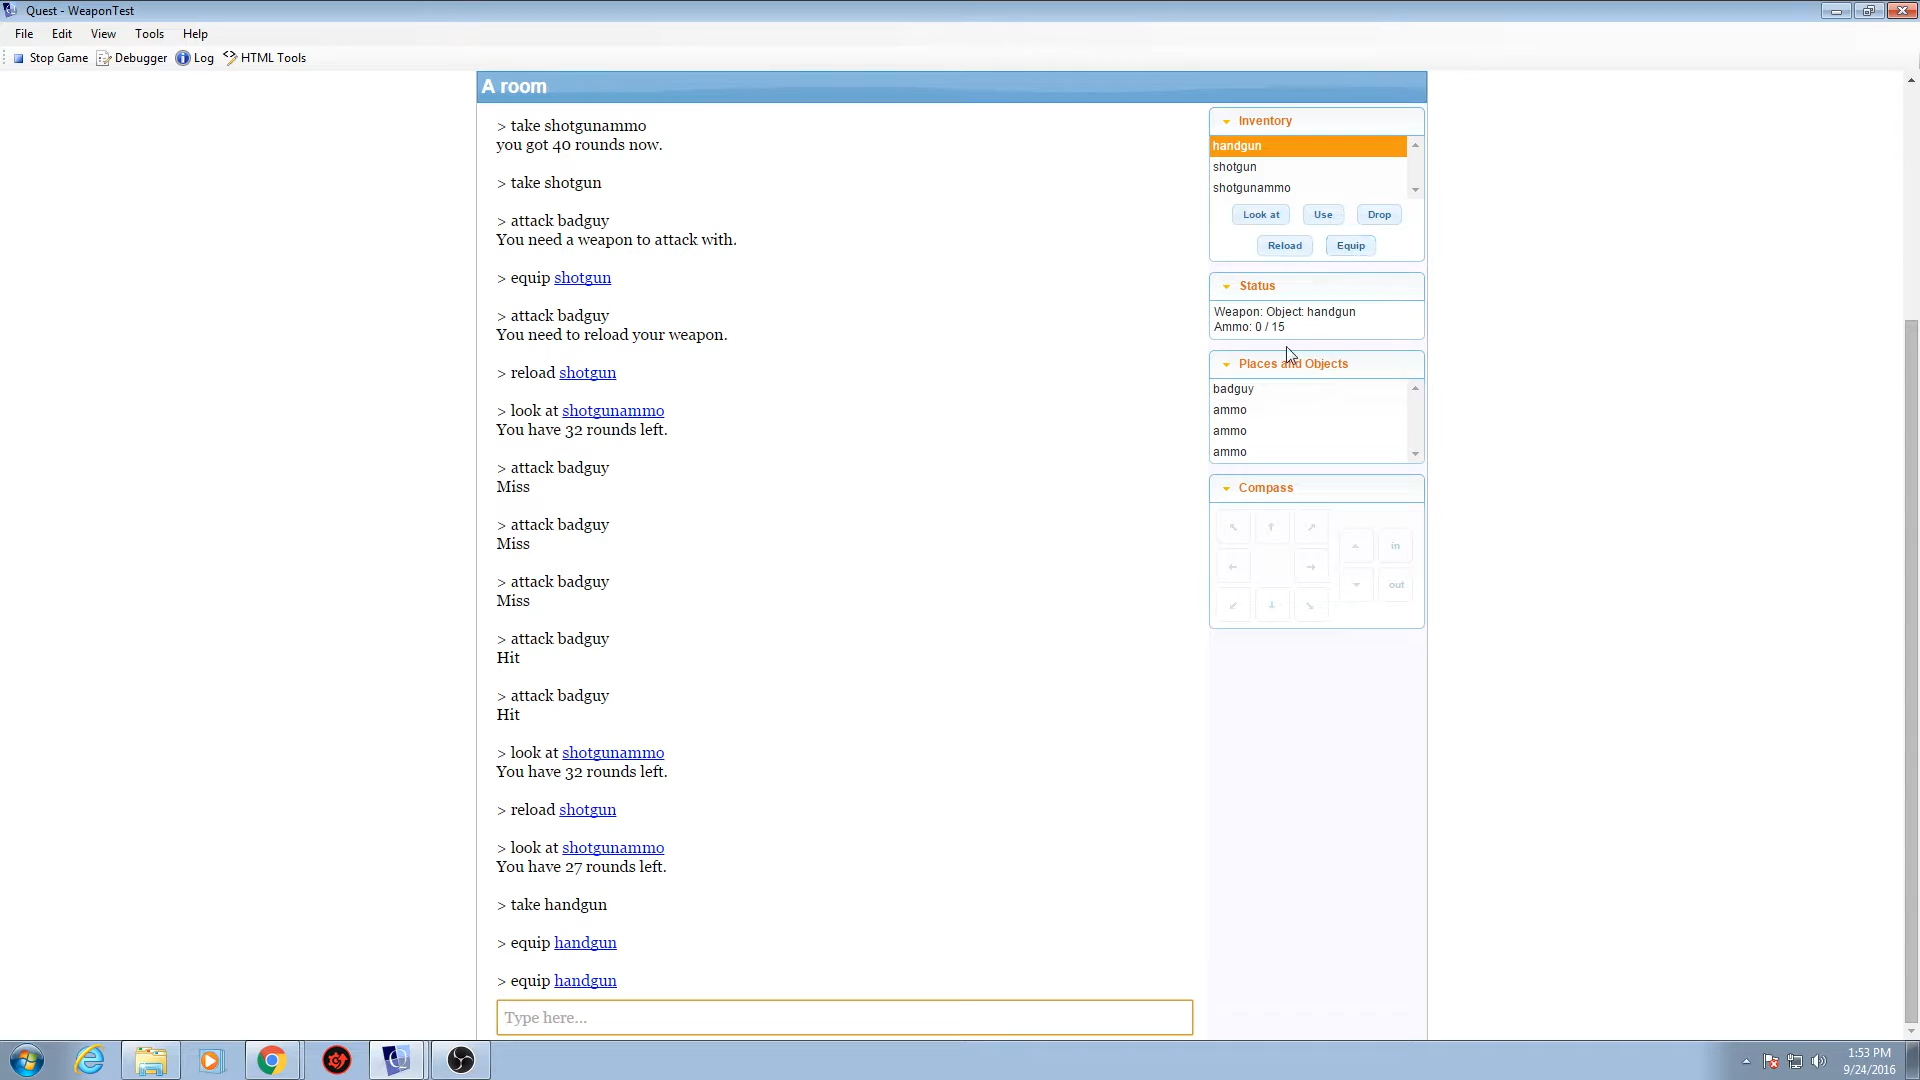 Quest - WeaponTest
File Edit View Tools Help
Stop Game Debugger Log HTML Tools
A room
> take shotgunammo
you got 40 rounds now.
> take shotgun
> attack badguy
You need a weapon to attack with.
> equip shotgun
> attack badguy
You need to reload your weapon.
> reload shotgun
> look at shotgunammo
You have 32 rounds left.
> attack badguy
Miss
> attack badguy
Miss
> attack badguy
Miss
> attack badguy
Hit
> attack badguy
Hit
> look at shotgunammo
You have 32 rounds left.
> reload shotgun
> look at shotgunammo
You have 27 rounds left.
> take handgun
> equip handgun
> equip handgun
Type here...
Inventory
handgun
shotgun
shotgunammo
Look at Use Drop
Reload Equip
Status
Weapon: Object: handgun
Ammo: 0 / 15
Places and Objects
badguy
ammo
ammo
ammo
Compass
in
out
1:53 PM
9/24/2016